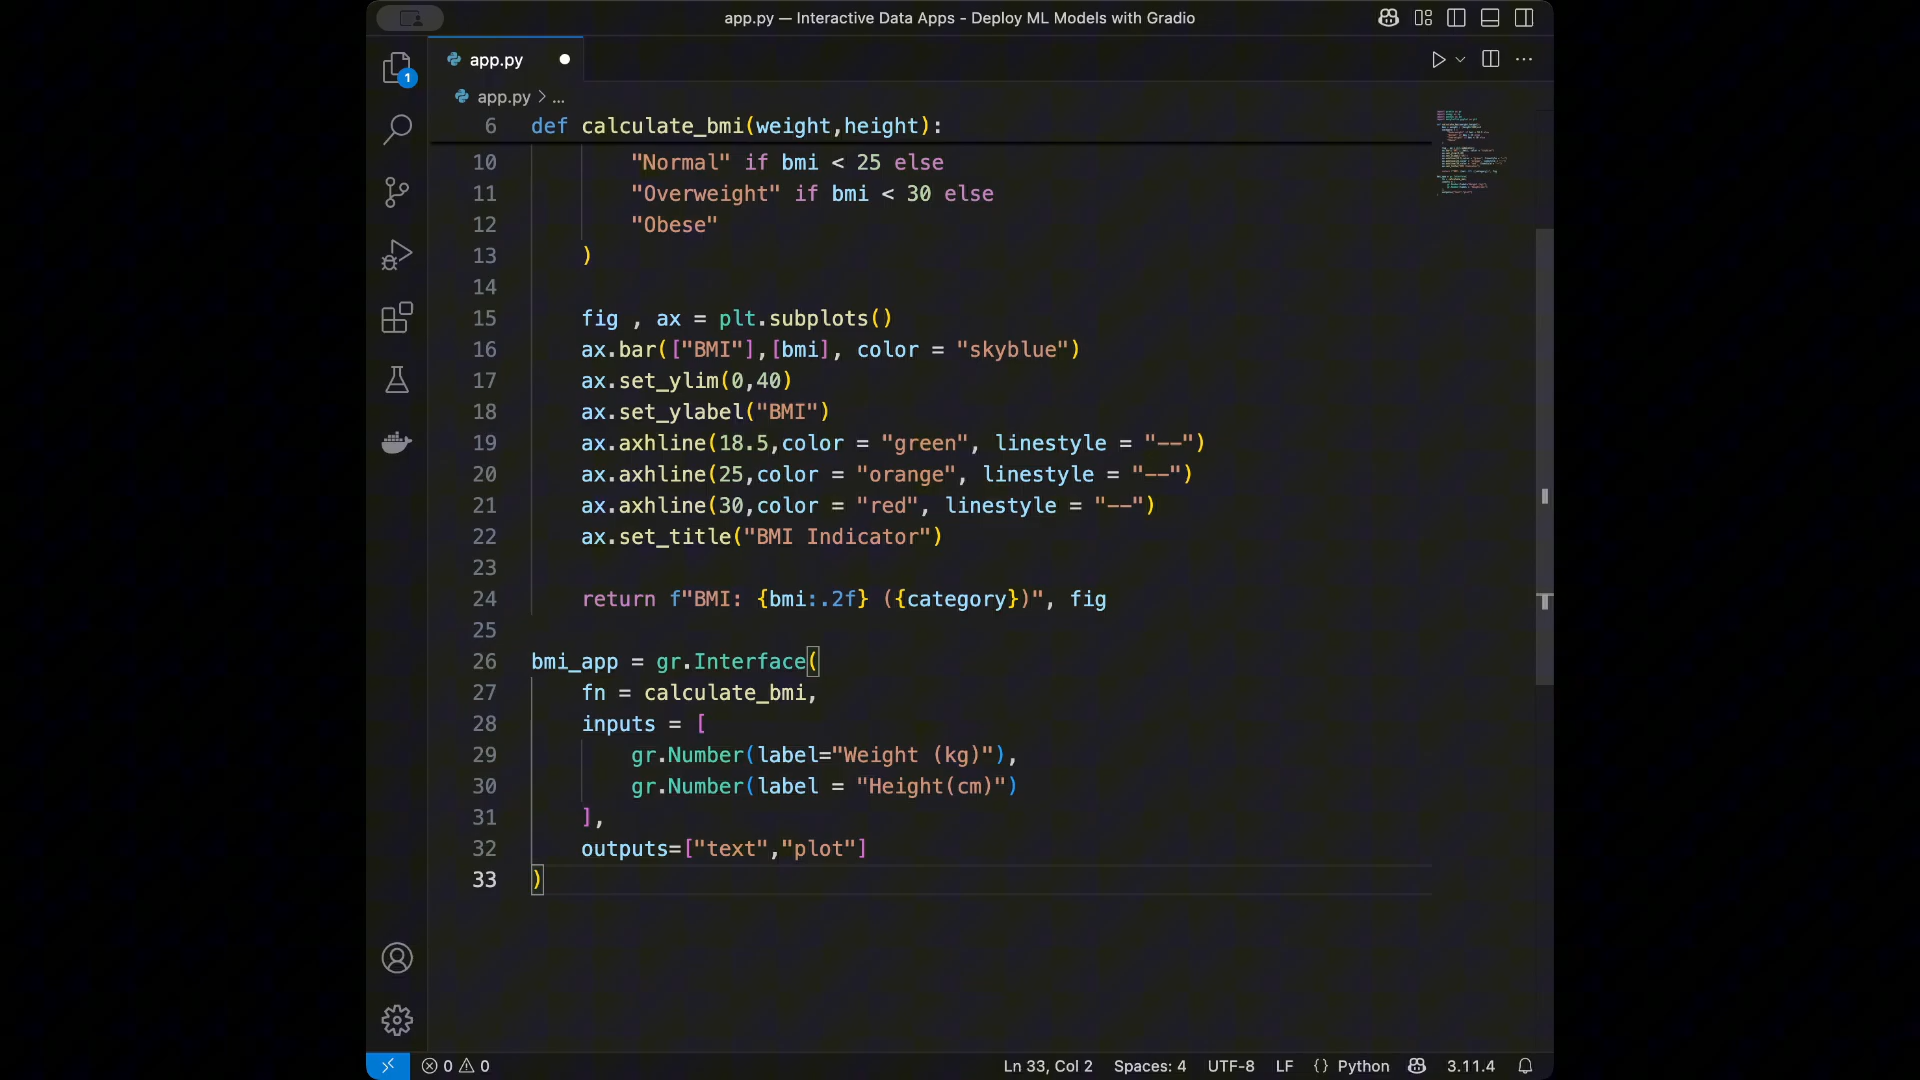 app.py — Interactive Data Apps - Deploy ML Models with Gradio
app.py
1
app.py > ...
6 def calculate_bmi(weight,height):
10 "Normal" if bmi < 25 else
11 "Overweight" if bmi < 30 else
12 "Obese"
13 )
14
15 fig , ax = plt.subplots()
16 ax.bar(["BMI"],[bmi], color = "skyblue")
17 ax.set_ylim(0,40)
18 ax.set_ylabel("BMI")
19 ax.axhline(18.5,color = "green", linestyle = "--")
20 ax.axhline(25,color = "orange", linestyle = "--")
21 ax.axhline(30,color = "red", linestyle = "--")
22 ax.set_title("BMI Indicator")
23
24 return f"BMI: {bmi:.2f} ({category})", fig
25
26 bmi_app = gr.Interface(
27 fn = calculate_bmi,
28 inputs = [
29 gr.Number(label="Weight (kg)"),
30 gr.Number(label = "Height(cm)")
31 ],
32 outputs=["text","plot"]
33 )
0 0 Ln 33, Col 2 Spaces: 4 UTF-8 LF {} Python 3.11.4